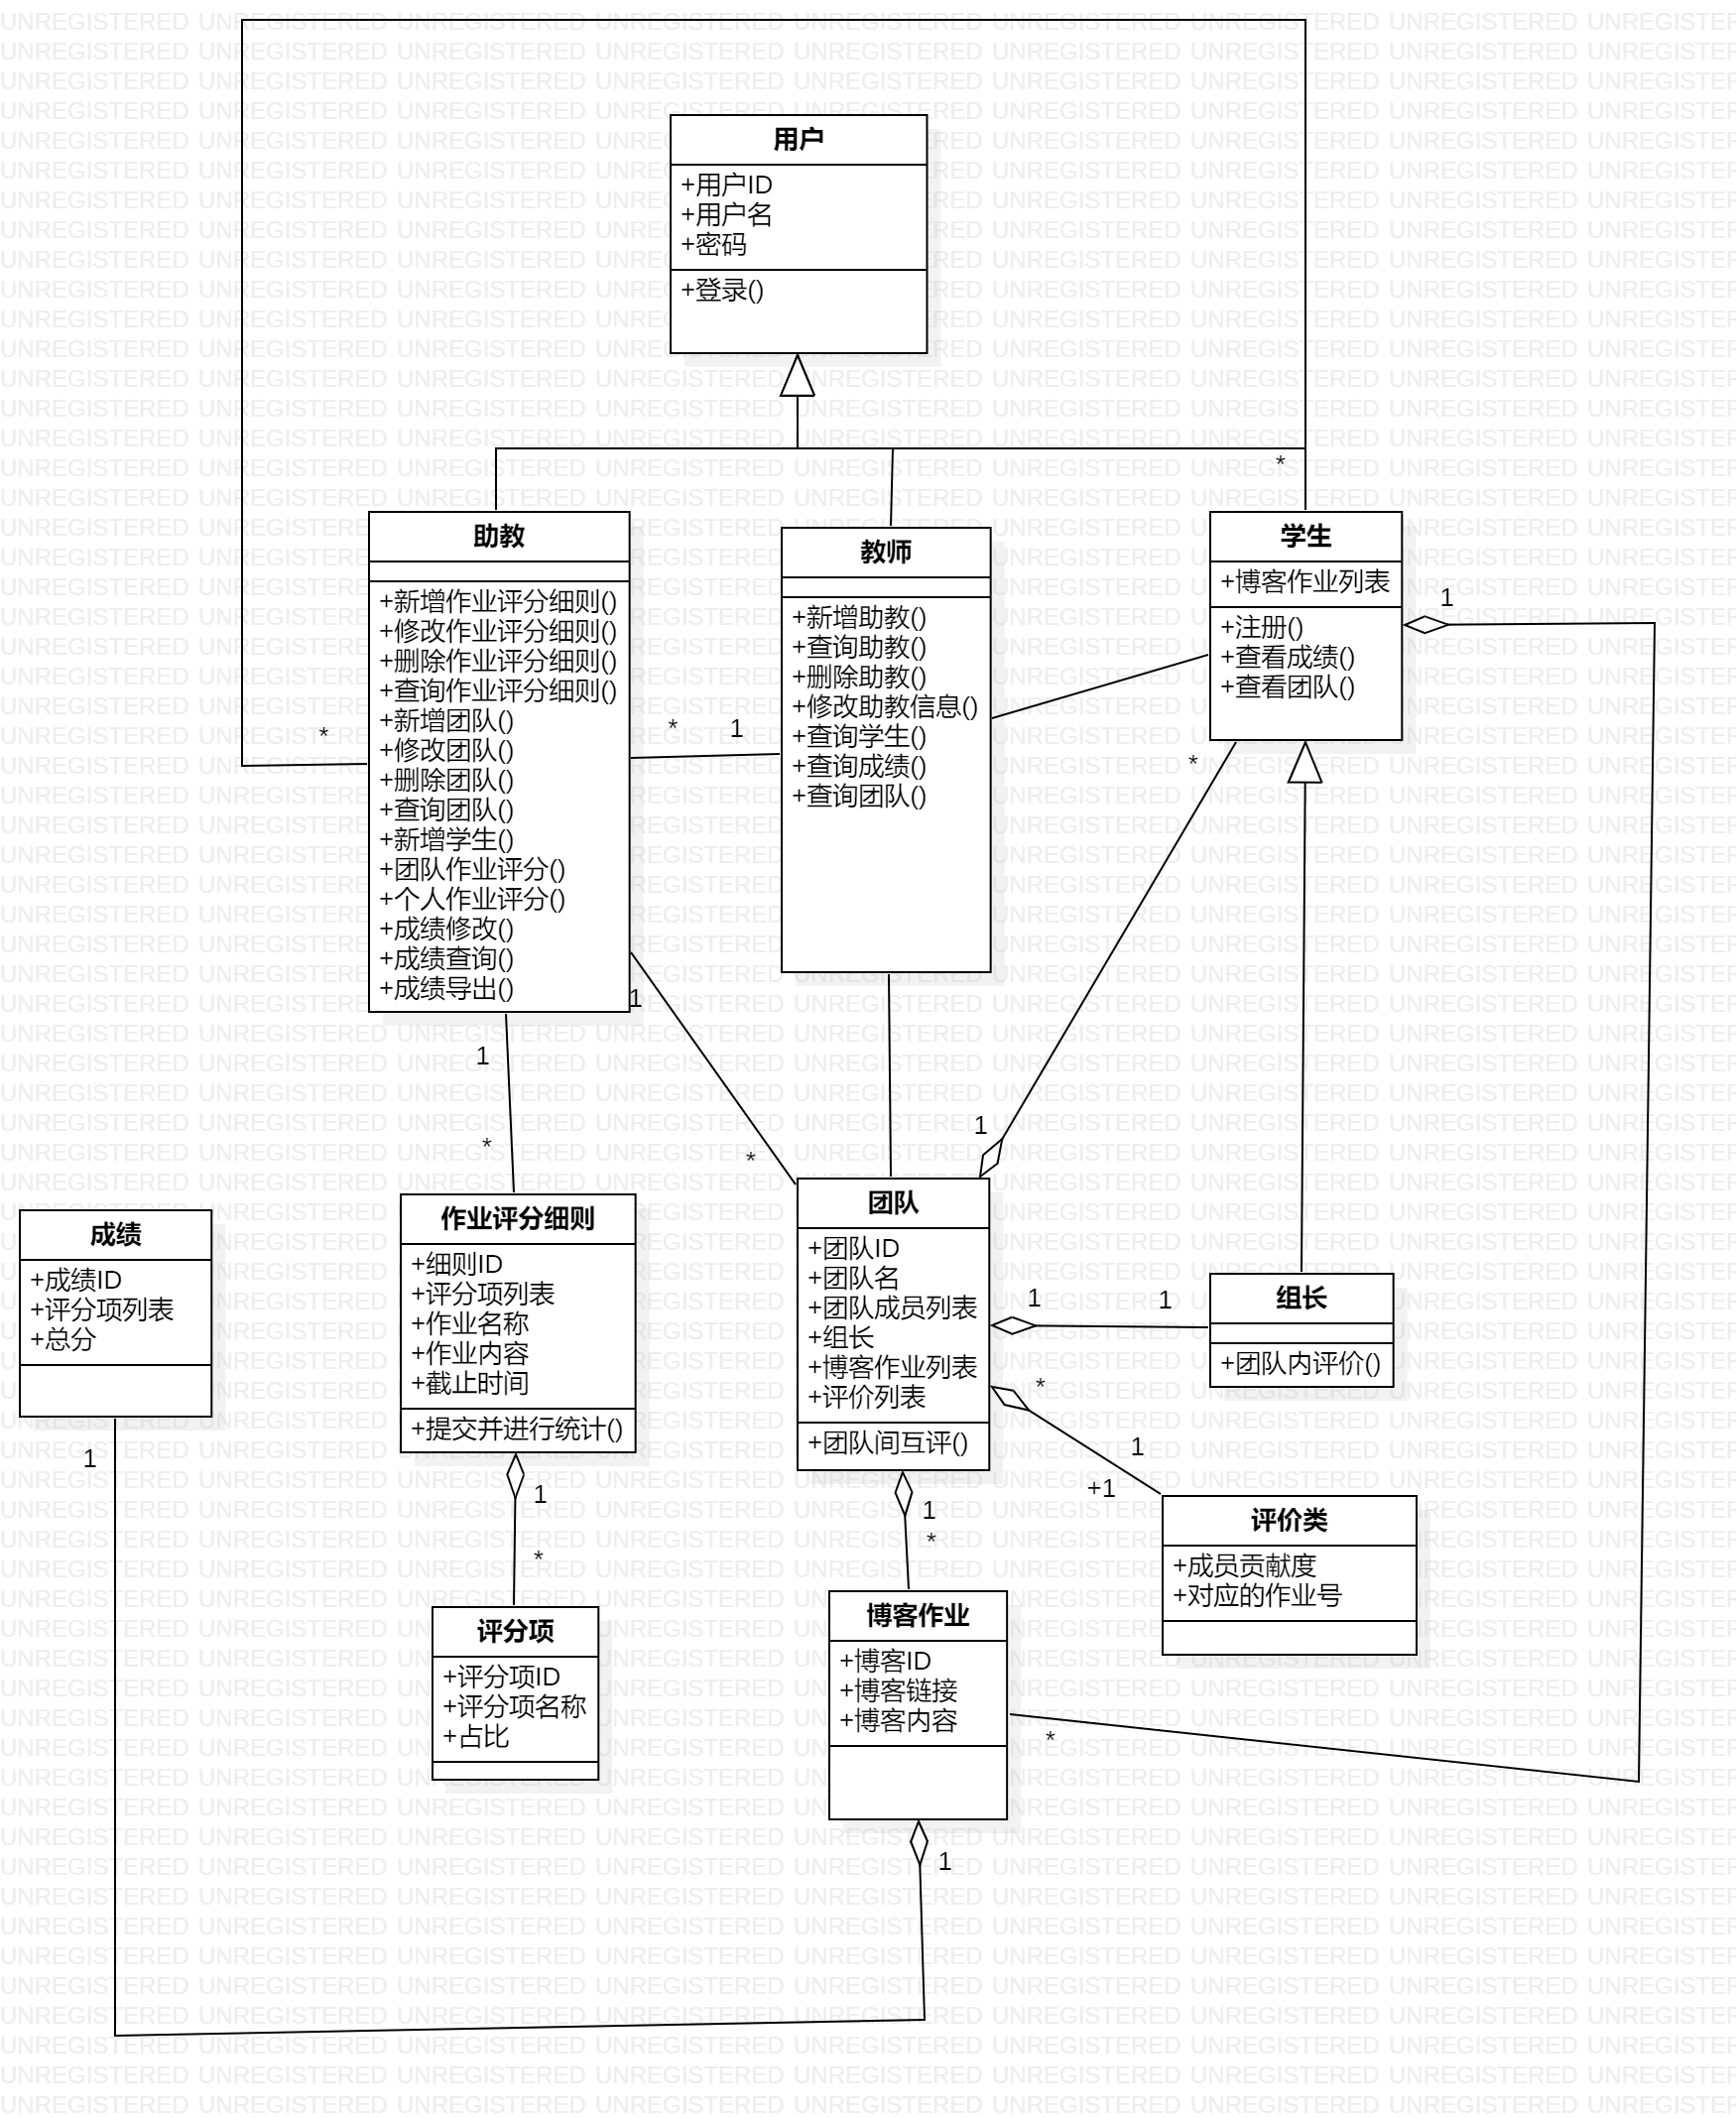 用户
+用户ID
+用户名
+密码
+登录()
*
助教
+新增作业评分细则()
+修改作业评分细则()
+删除作业评分细则()
+查询作业评分细则()
+新增团队()
+修改团队()
+删除团队()
+查询团队()
+新增学生()
+团队作业评分()
+个人作业评分()
+成绩修改()
+成绩查询()
+成绩导出()
*
*
1
教师
+新增助教()
+查询助教()
+删除助教()
+修改助教信息()
+查询学生()
+查询成绩()
+查询团队()
学生
+博客作业列表
+注册()
+查看成绩()
+查看团队()
1
*
1
1
*
*
1
成绩
+成绩ID
+评分项列表
+总分
1
作业评分细则
+细则ID
+评分项列表
+作业名称
+作业内容
+截止时间
+提交并进行统计()
1
*
团队
+团队ID
+团队名
+团队成员列表
+组长
+博客作业列表
+评价列表
+团队间互评()
1
1
组长
+团队内评价()
*
1
+1
1
*
评价类
+成员贡献度
+对应的作业号
评分项
+评分项ID
+评分项名称
+占比
博客作业
+博客ID
+博客链接
+博客内容
*
1